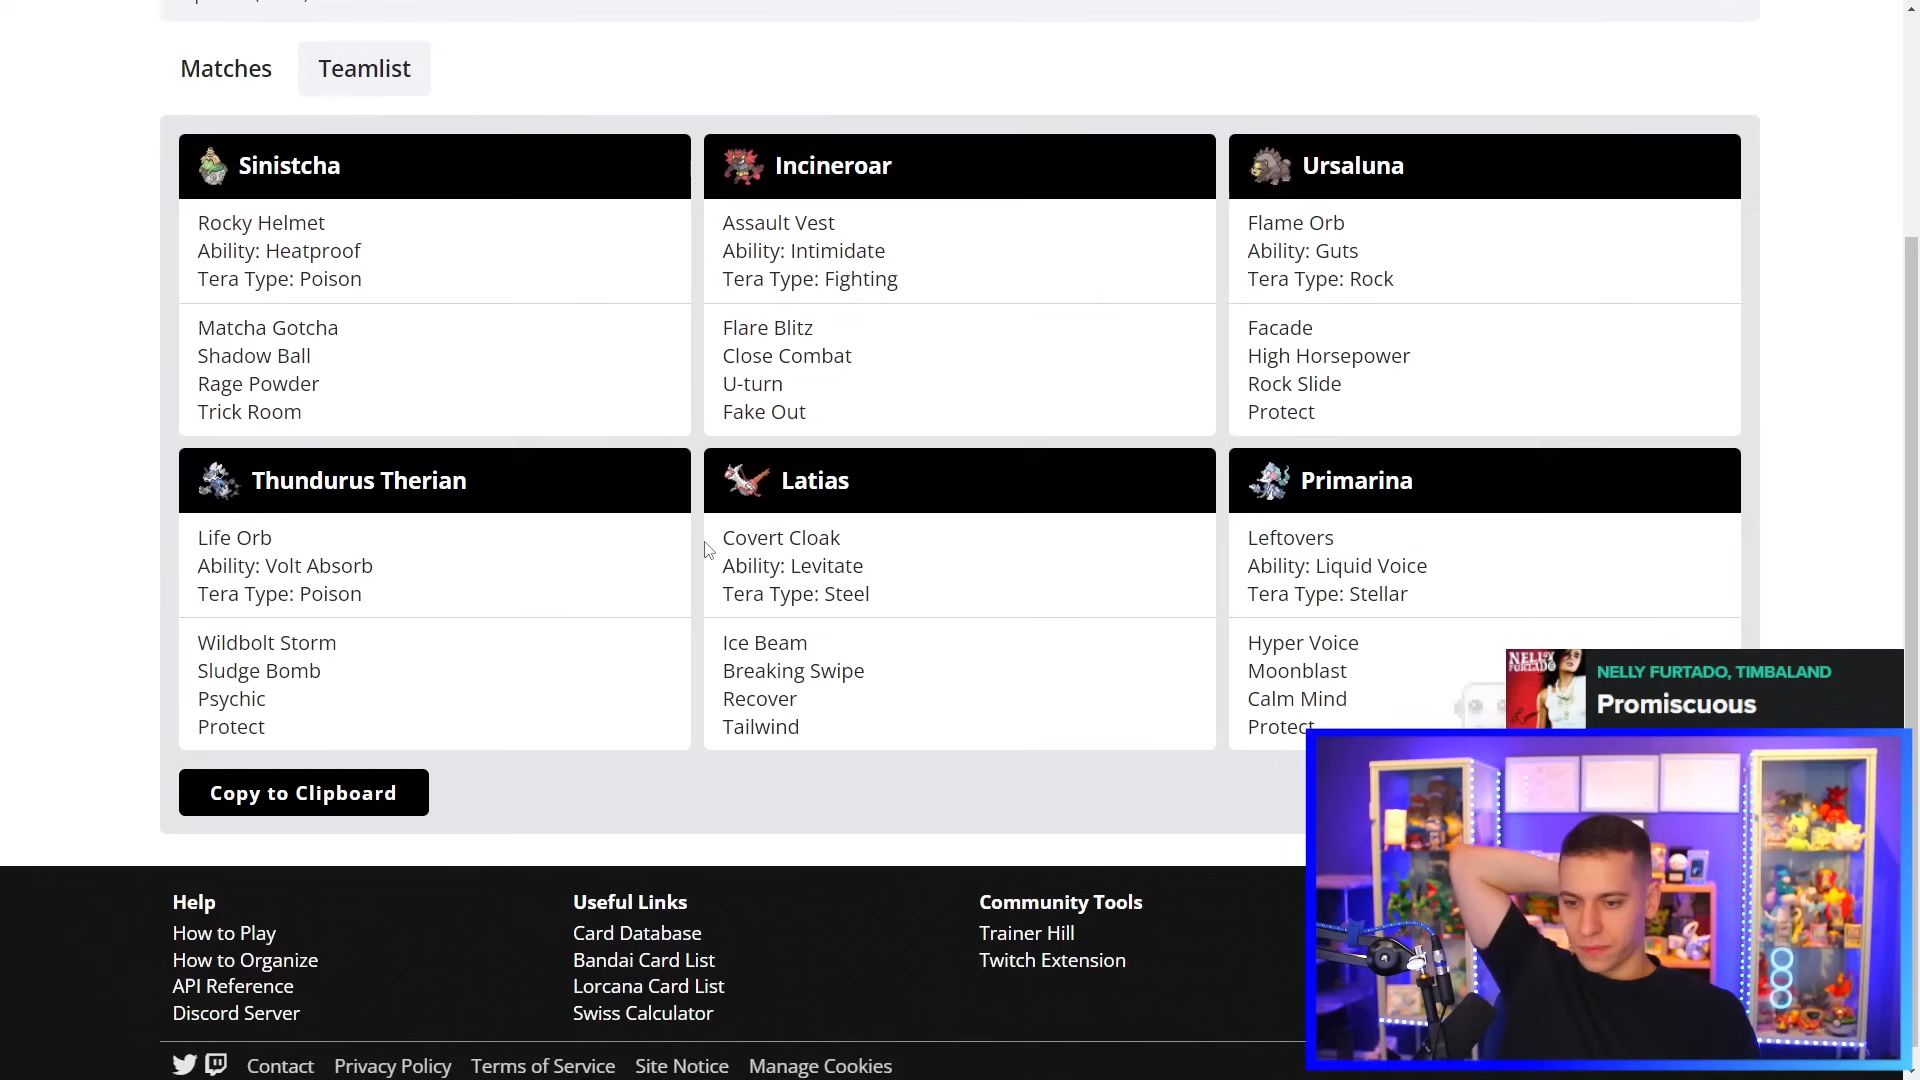 Matches
Teamlist
Sinistcha
Rocky Helmet
Ability: Heatproof
Tera Type: Poison
Matcha Gotcha
Shadow Ball
Rage Powder
Trick Room
Incineroar
Assault Vest
Ability: Intimidate
Tera Type: Fighting
Flare Blitz
Close Combat
U-turn
Fake Out
Ursaluna
Flame Orb
Ability: Guts
Tera Type: Rock
Facade
High Horsepower
Rock Slide
Protect
Thundurus Therian
Life Orb
Ability: Volt Absorb
Tera Type: Poison
Wildbolt Storm
Sludge Bomb
Psychic
Protect
Latias
Covert Cloak
Ability: Levitate
Tera Type: Steel
Ice Beam
Breaking Swipe
Recover
Tailwind
Primarina
Leftovers
Ability: Liquid Voice
Tera Type: Stellar
Hyper Voice
Moonblast
Calm Mind
Protect
NELLY FURTADO
NELLY FURTADO, TIMBALAND
Promiscuous
Copy to Clipboard
Help
How to Play
How to Organize
API Reference
Discord Server
Useful Links
Card Database
Bandai Card List
Lorcana Card List
Swiss Calculator
Community Tools
Trainer Hill
Twitch Extension
Contact
Privacy Policy
Terms of Service
Site Notice
Manage Cookies